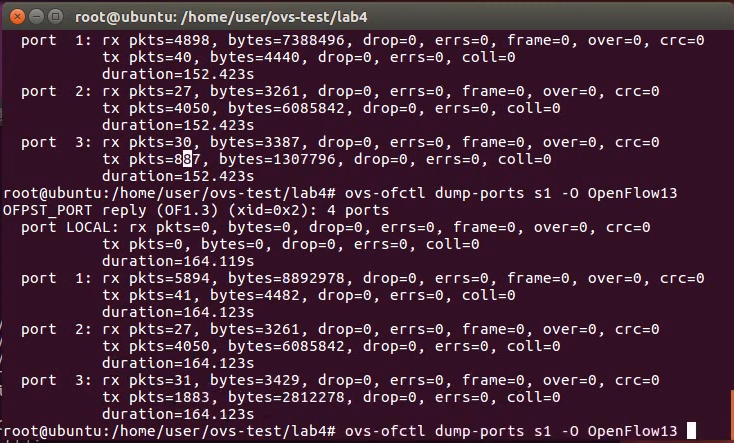 root@ubuntu: /home/user/ovs-test/lab4
port  1: rx pkts=4898, bytes=7388496, drop=0, errs=0, frame=0, over=0, crc=0
tx pkts=40, bytes=4440, drop=0, errs=0, coll=0
duration=152.423s
port  2: rx pkts=27, bytes=3261, drop=0, errs=0, frame=0, over=0, crc=0
tx pkts=4050, bytes=6085842, drop=0, errs=0, coll=0
duration=152.423s
port  3: rx pkts=30, bytes=3387, drop=0, errs=0, frame=0, over=0, crc=0
tx pkts=887, bytes=1307796, drop=0, errs=0, coll=0
duration=152.423s
root@ubuntu:/home/user/ovs-test/lab4# ovs-ofctl dump-ports s1 -O OpenFlow13
OFPST_PORT reply (OF1.3) (xid=0x2): 4 ports
port LOCAL: rx pkts=0, bytes=0, drop=0, errs=0, frame=0, over=0, crc=0
tx pkts=0, bytes=0, drop=0, errs=0, coll=0
duration=164.119s
port  1: rx pkts=5894, bytes=8892978, drop=0, errs=0, frame=0, over=0, crc=0
tx pkts=41, bytes=4482, drop=0, errs=0, coll=0
duration=164.123s
port  2: rx pkts=27, bytes=3261, drop=0, errs=0, frame=0, over=0, crc=0
tx pkts=4050, bytes=6085842, drop=0, errs=0, coll=0
duration=164.123s
port  3: rx pkts=31, bytes=3429, drop=0, errs=0, frame=0, over=0, crc=0
tx pkts=1883, bytes=2812278, drop=0, errs=0, coll=0
duration=164.123s
root@ubuntu:/home/user/ovs-test/lab4# ovs-ofctl dump-ports s1 -O OpenFlow13